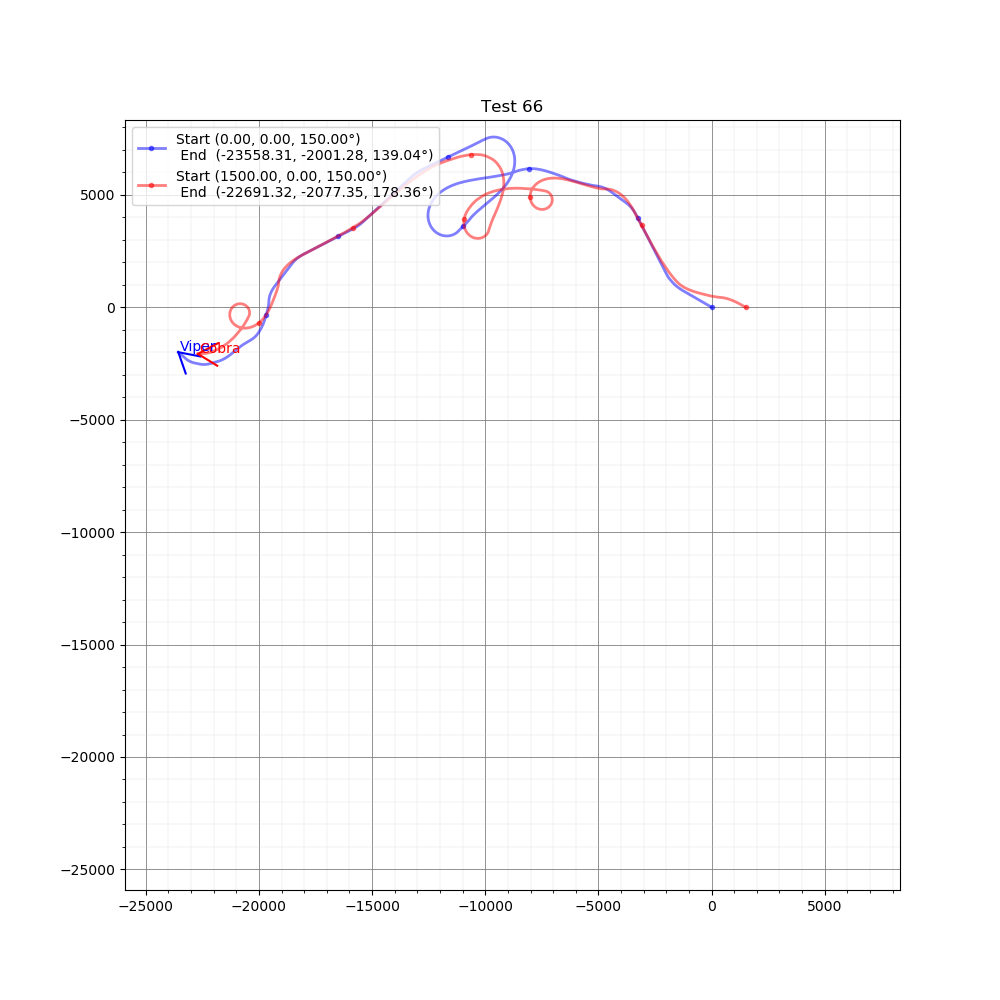 Test 66
Start (0.00, 0.00, 150.00°)
End  (-23558.31, -2001.28, 139.04°)
Start (1500.00, 0.00, 150.00°)
End  (-22691.32, -2077.35, 178.36°)
5000
0
Viper
Cobra
−5000
−10000
−15000
−20000
−25000
−25000 −20000 −15000 −10000 −5000 0 5000